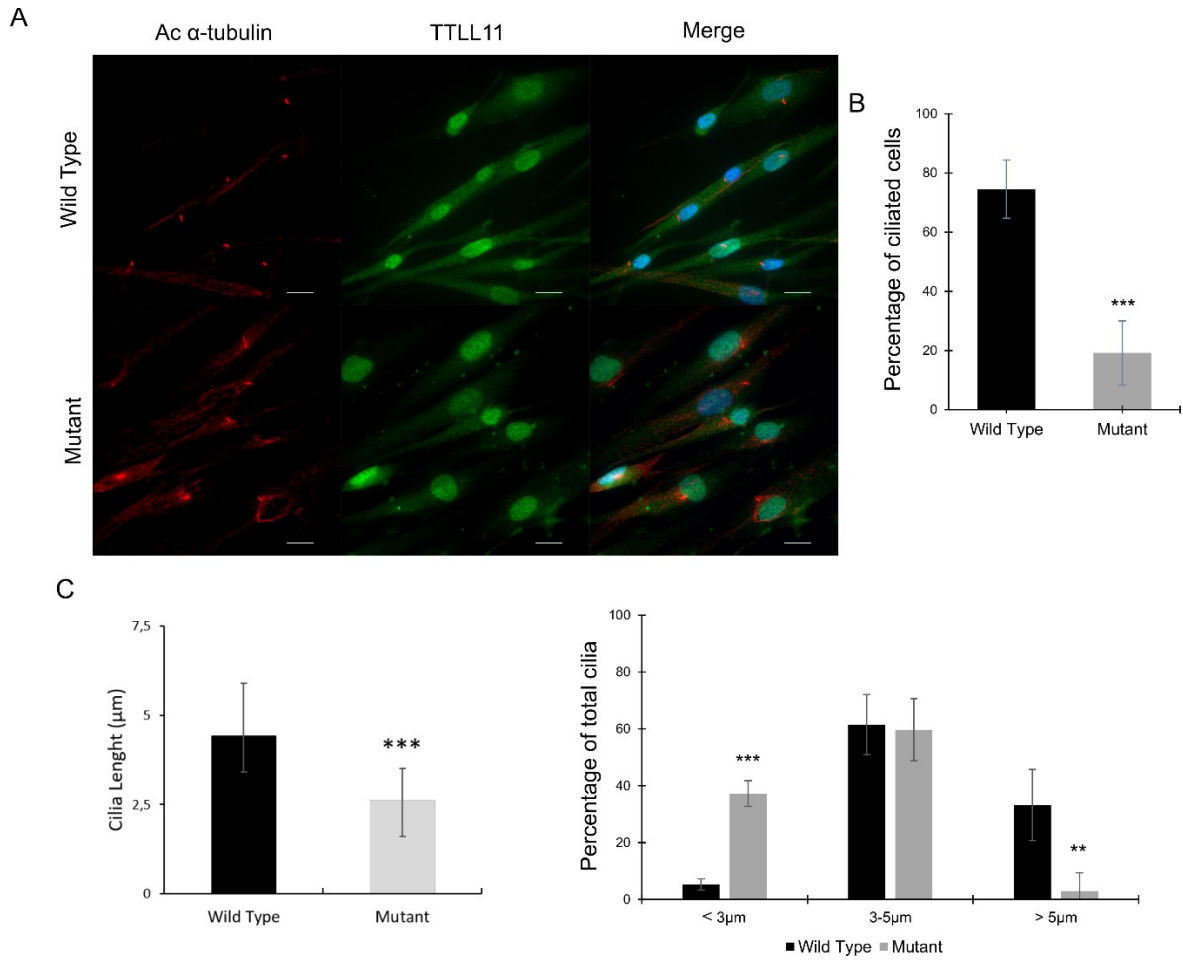 A
Ac α-tubulin
TTLL11
Merge
Wild Type
Mutant
B
Percentage of ciliated cells
100
80
60
40
20
0
***
Wild Type
Mutant
C
Cilia Lenght (µm)
7,5
5
2,5
0
***
Wild Type
Mutant
Percentage of total cilia
100
80
60
40
20
0
***
**
< 3µm
3-5µm
> 5µm
Wild Type Mutant